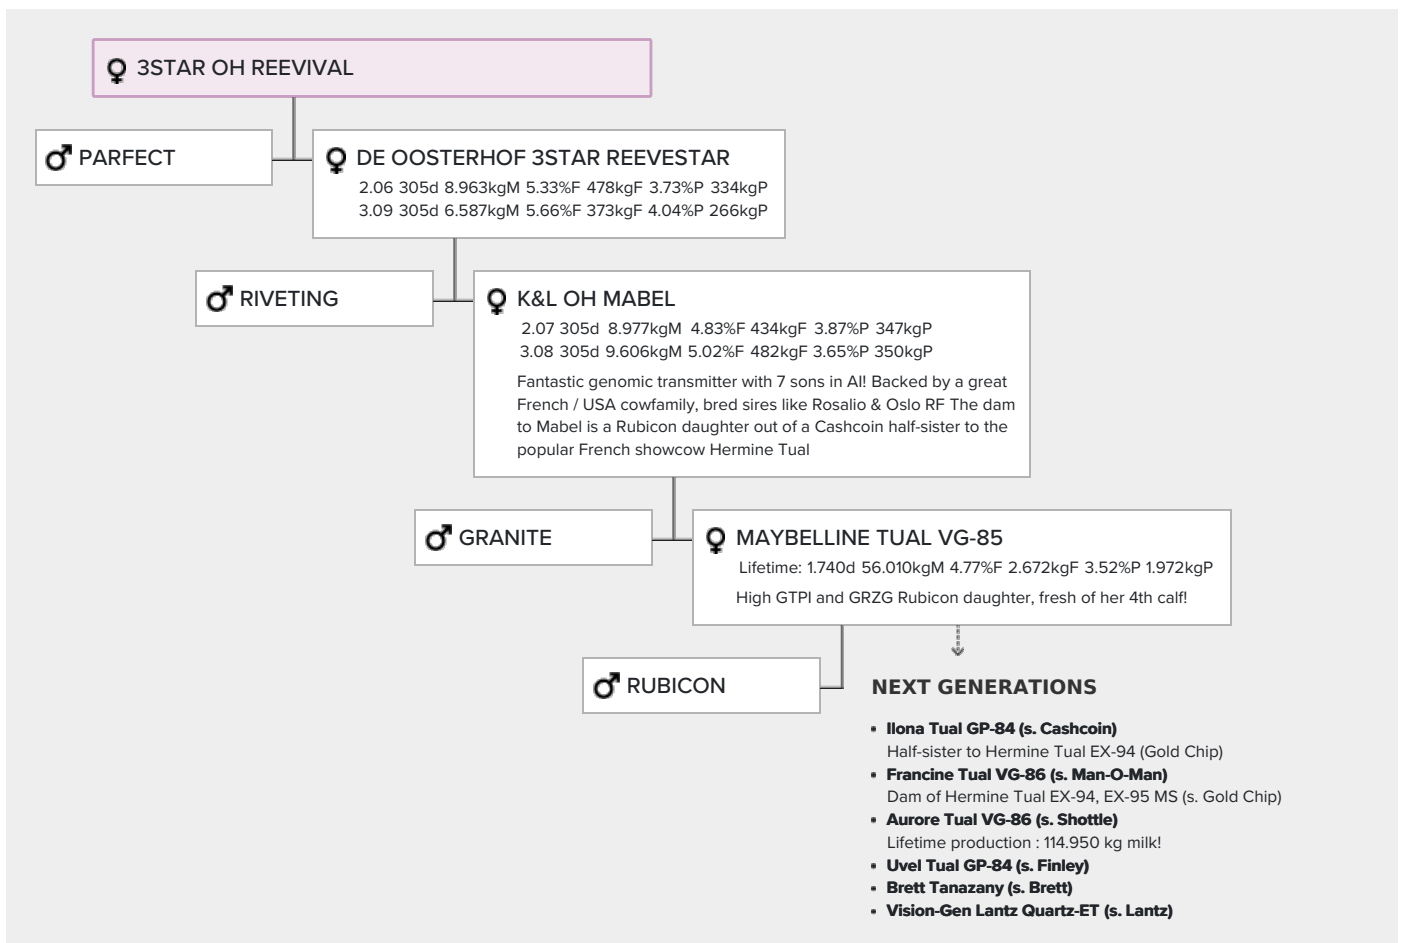 3STAR OH REEVIVAL
PARFECT
DE OOSTERHOF 3STAR REEVESTAR
2.06 305d 8.963kgM 5.33%F 478kgF 3.73%P 334kgP
3.09 305d 6.587kgM 5.66%F 373kgF 4.04%P 266kgP
RIVETING
K&L OH MABEL
2.07 305d 8.977kgM 4.83%F 434kgF 3.87%P 347kgP
3.08 305d 9.606kgM 5.02%F 482kgF 3.65%P 350kgP
Fantastic genomic transmitter with 7 sons in AI! Backed by a great
French / USA cowfamily, bred sires like Rosalio & Oslo RF The dam
to Mabel is a Rubicon daughter out of a Cashcoin half-sister to the
popular French showcow Hermine Tual
GRANITE
MAYBELLINE TUAL VG-85
Lifetime: 1.740d 56.010kgM 4.77%F 2.672kgF 3.52%P 1.972kgP
High GTPI and GRZG Rubicon daughter, fresh of her 4th calf!
RUBICON
NEXT GENERATIONS
• Ilona Tual GP-84 (s. Cashcoin)
Half-sister to Hermine Tual EX-94 (Gold Chip)
• Francine Tual VG-86 (s. Man-O-Man)
Dam of Hermine Tual EX-94, EX-95 MS (s. Gold Chip)
• Aurore Tual VG-86 (s. Shottle)
Lifetime production : 114.950 kg milk!
• Uvel Tual GP-84 (s. Finley)
• Brett Tanazany (s. Brett)
• Vision-Gen Lantz Quartz-ET (s. Lantz)